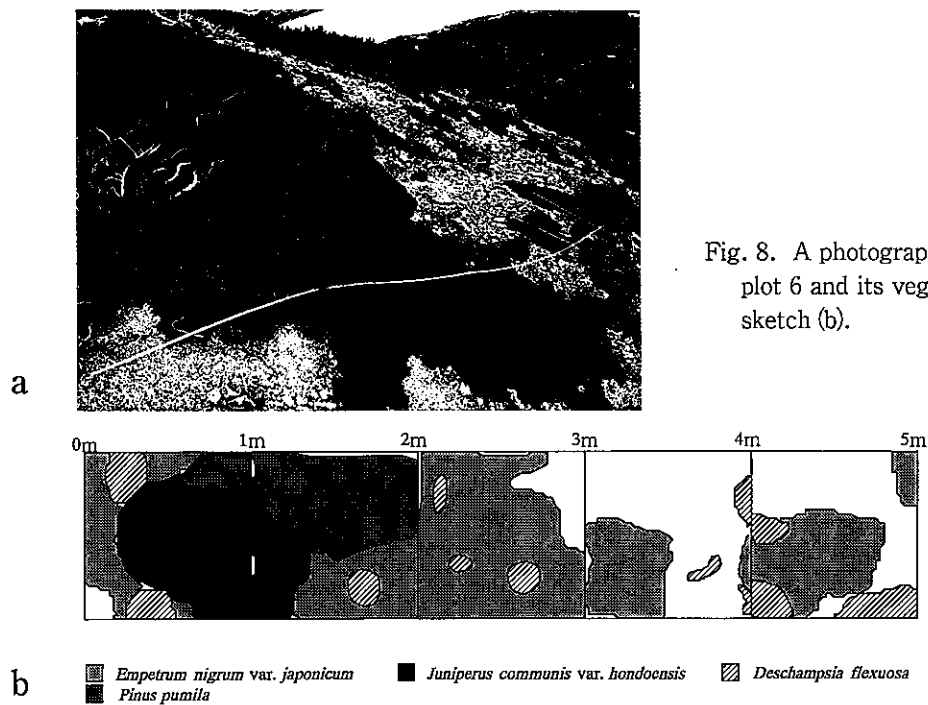 Fig. 8. A photograp
plot 6 and its veg
sketch (b).
a
0m 1m 2m 3m 4m 5m
b
Empetrum nigrum var. japonicum
Juniperus communis var. hondoensis
Deschampsia flexuosa
Pinus pumila